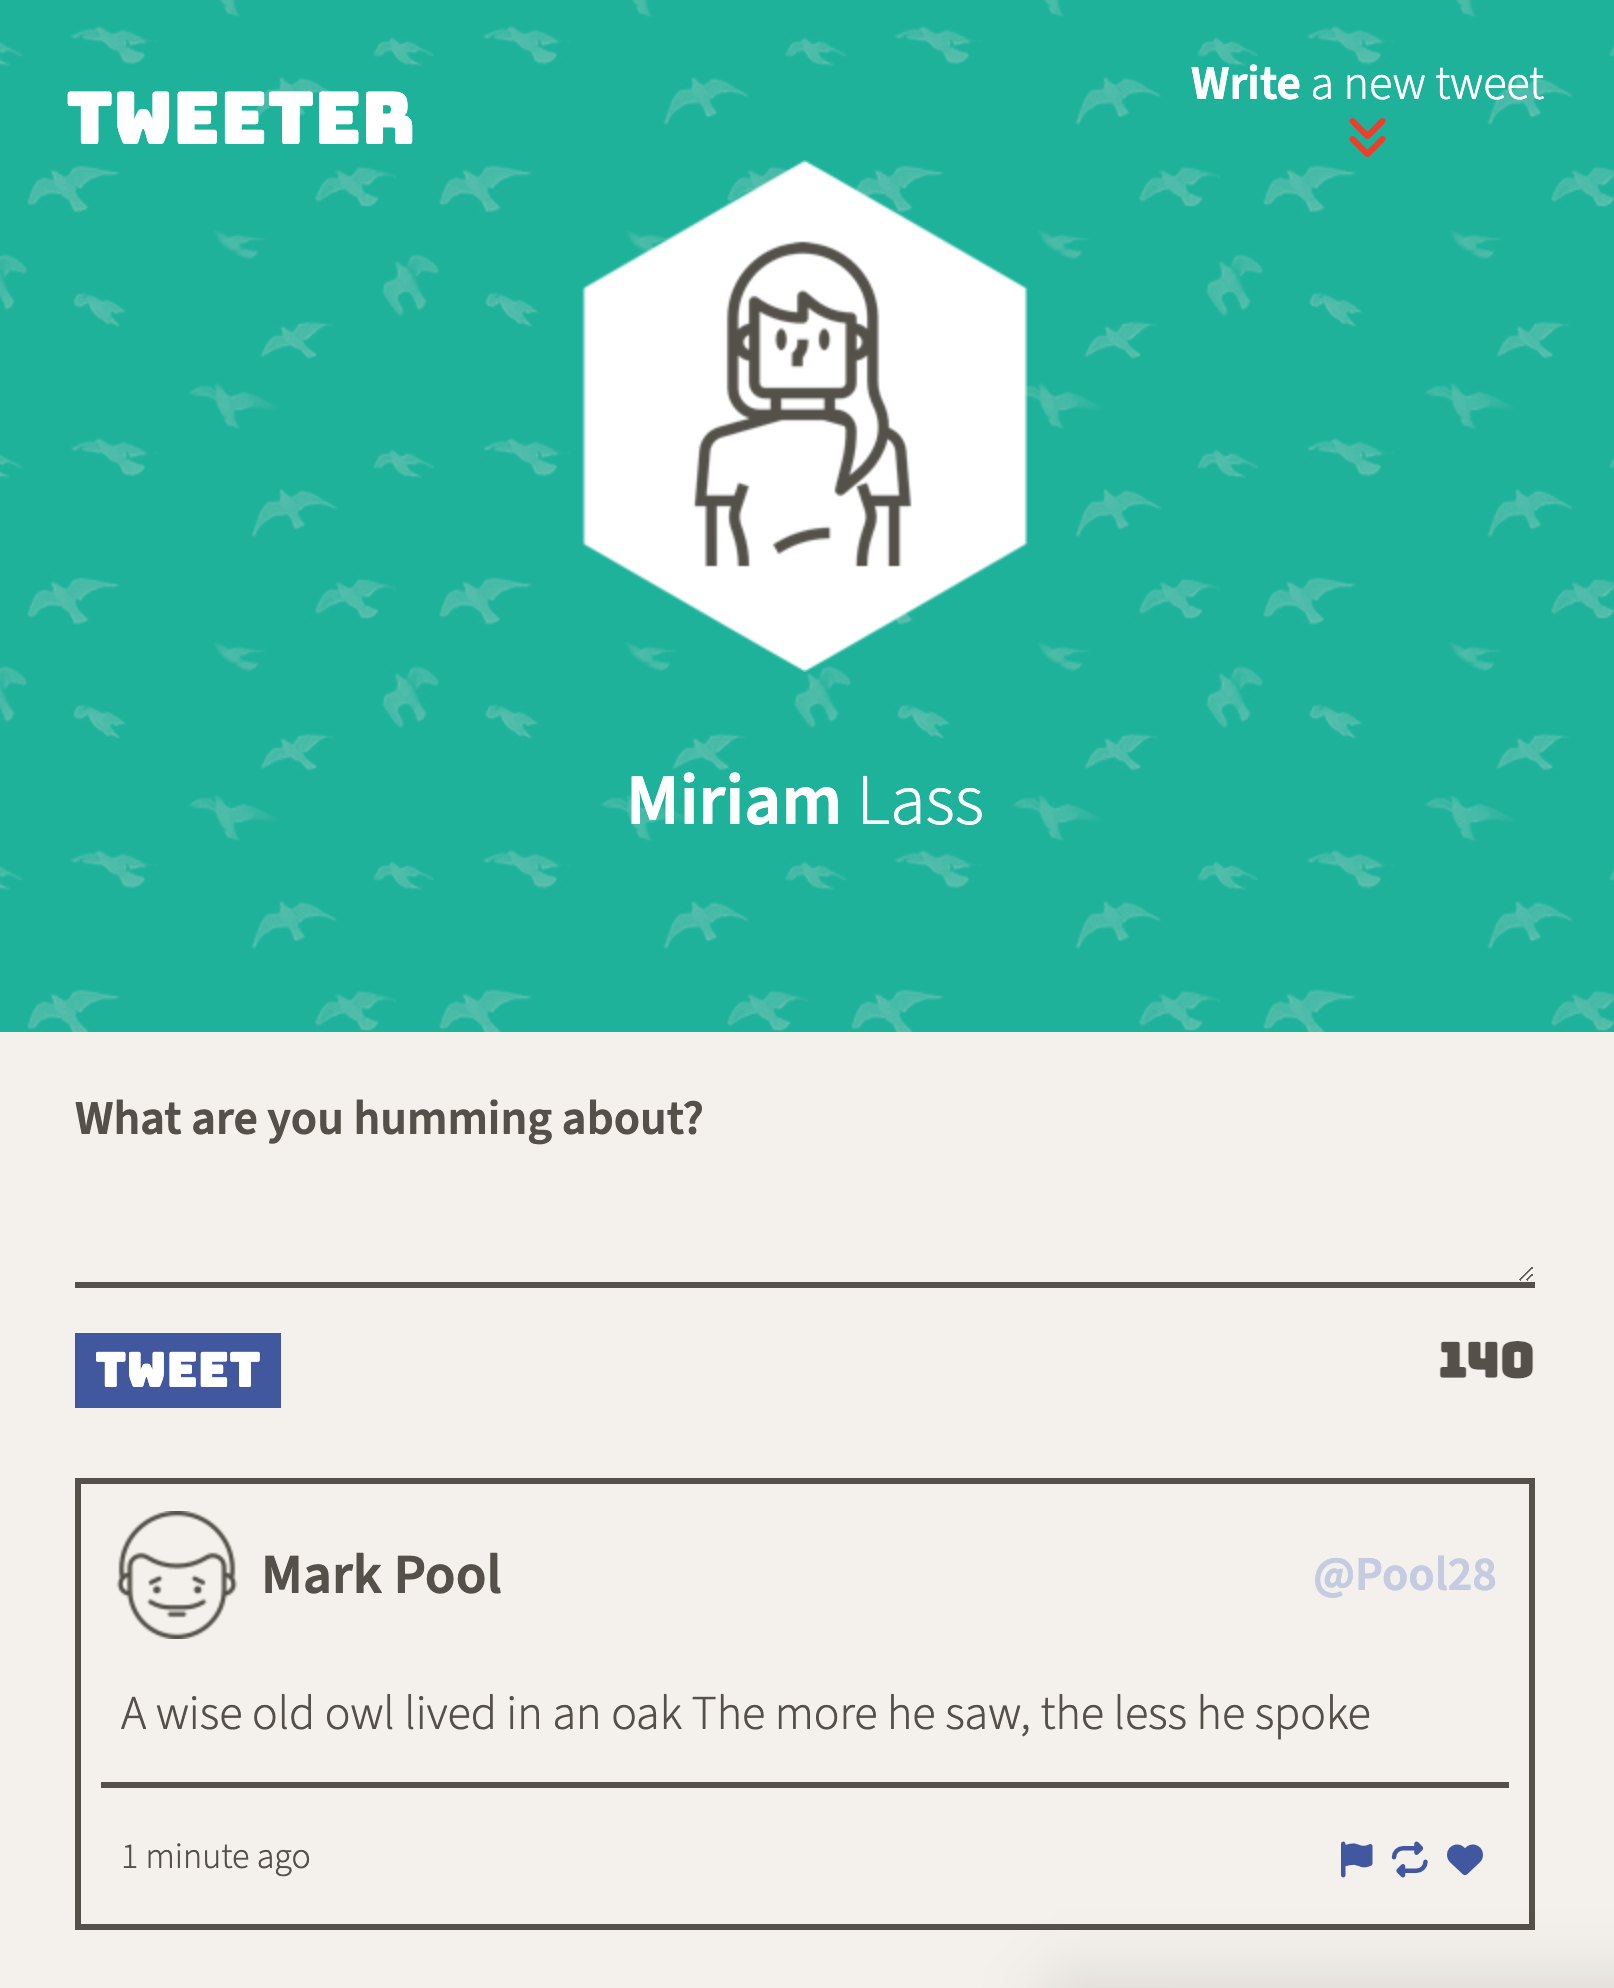 TWEETER
Write a new tweet
Miriam Lass
What are you humming about?
TWEET
140
Mark Pool
@Pool28
A wise old owl lived in an oak The more he saw, the less he spoke
1 minute ago